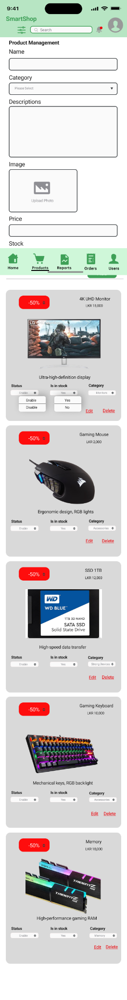 9:41
SmartShop
Search
Product Management
Name
Category
Please Select
Descriptions
Image
Upload Photo
Price
Stock
Home
Products
Reports
Orders
Users
-50%
4K UHD Monitor
LKR 15,000
LG UHD Monitor
Ultra-high-definition display
Status
Is in stock
Category
Enable
Yes
Monitors
Enable
Yes
Disable
No
Edit
Delete
-50%
Gaming Mouse
LKR 2,000
Ergonomic design, RGB lights
Status
Is in stock
Category
Enable
Yes
Accessories
Edit
Delete
-50%
SSD 1TB
LKR 12,000
WD
WD BLUE™
1TB 3D NAND
SATA SSD
Solid State Drive
High-speed data transfer
Status
Is in stock
Category
Enable
Yes
Strong Devices
Edit
Delete
-50%
Gaming Keyboard
LKR 10,000
Mechanical keys, RGB backlight
Status
Is in stock
Category
Enable
Yes
Accessories
Edit
Delete
-50%
Memory
LKR 18,000
TRIDENTZ
TRIDENTZ
High-performance gaming RAM
Status
Is in stock
Category
Enable
Yes
Memory
Edit
Delete